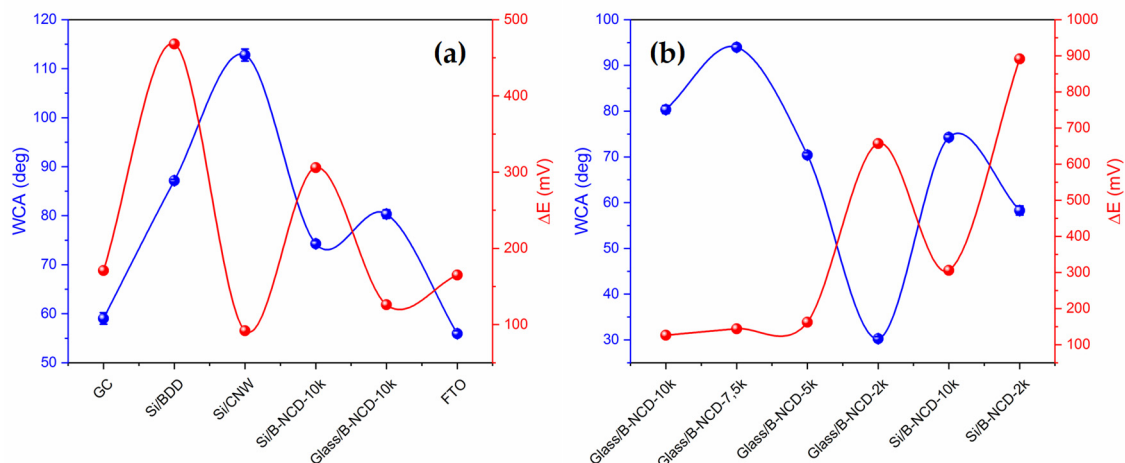 (a)
WCA (deg)
120
110
100
90
80
70
60
50
500
400
300
200
100
ΔE (mV)
GC
Si/BDD
Si/CNW
Si/B-NCD-10k
Glass/B-NCD-10k
FTO
(b)
WCA (deg)
100
90
80
70
60
50
40
30
1000
900
800
700
600
500
400
300
200
100
ΔE (mV)
Glass/B-NCD-10k
Glass/B-NCD-7,5k
Glass/B-NCD-5k
Glass/B-NCD-2k
Si/B-NCD-10k
Si/B-NCD-2k